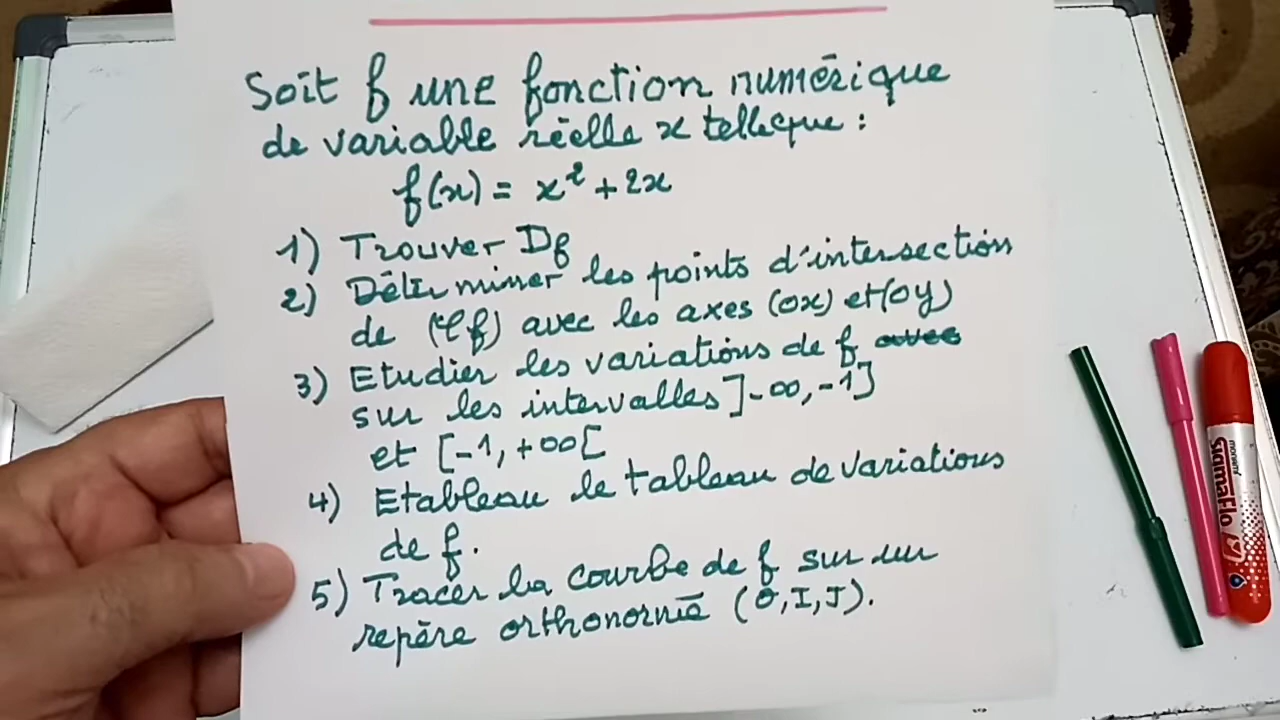 Soit f une fonction numérique
de variable réelle x telleque :
f(x) = x² + 2x
1) Trouver Df
2) Déterminer les points d'intersection
de (Cf) avec les axes (ox) et (oy)
3) Etudier les variations de f avec
sur les intervalles ]-∞, -1]
et [-1, +∞[
4) Etableau le tableau de variations
de f.
5) Tracer la courbe de f sur un
repère orthonormé (O, I, J).
SigmaFlo